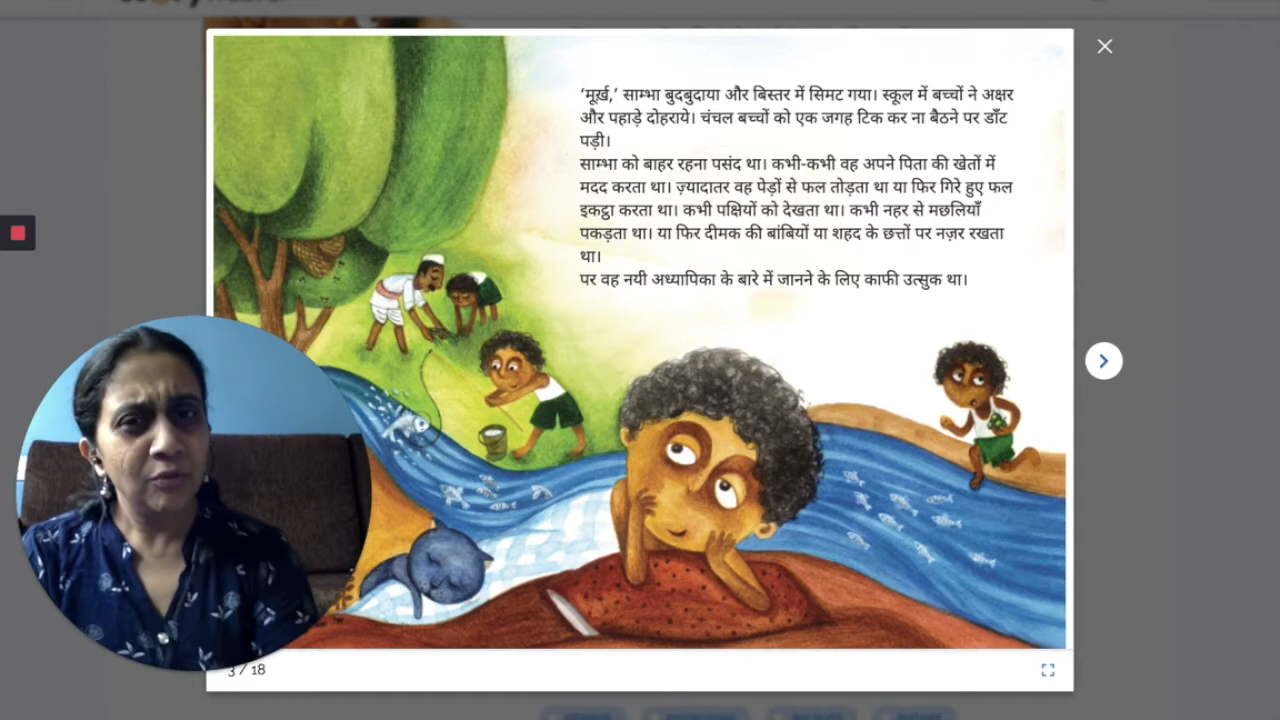 ‘मूर्ख,’ साम्भा बुदबुदाया और बिस्तर में सिमट गया। स्कूल में बच्चों ने अक्षर
और पहाड़े दोहराये। चंचल बच्चों को एक जगह टिक कर ना बैठने पर डाँट
पड़ी।
साम्भा को बाहर रहना पसंद था। कभी-कभी वह अपने पिता की खेतों में
मदद करता था। ज़्यादातर वह पेड़ों से फल तोड़ता था या फिर गिरे हुए फल
इकट्ठा करता था। कभी पक्षियों को देखता था। कभी नहर से मछलियाँ
पकड़ता था। या फिर दीमक की बांबियों या शहद के छत्तों पर नज़र रखता
था।
पर वह नयी अध्यापिका के बारे में जानने के लिए काफी उत्सुक था।
3 / 18